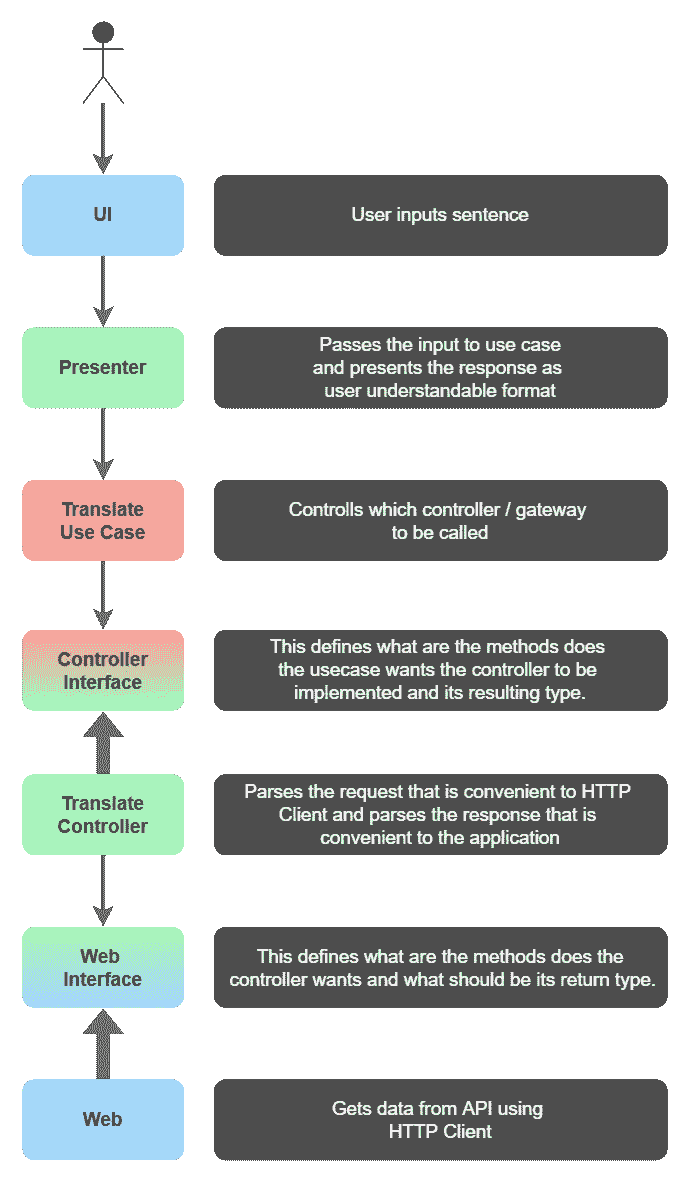 UI
User inputs sentence
Presenter
Passes the input to use case
and presents the response as
user understandable format
Translate
Use Case
Controlls which controller / gateway
to be called
Controller
Interface
This defines what are the methods does
the usecase wants the controller to be
implemented and its resulting type.
Translate
Controller
Parses the request that is convenient to HTTP
Client and parses the response that is
convenient to the application
Web
Interface
This defines what are the methods does the
controller wants and what should be its return type.
Web
Gets data from API using
HTTP Client